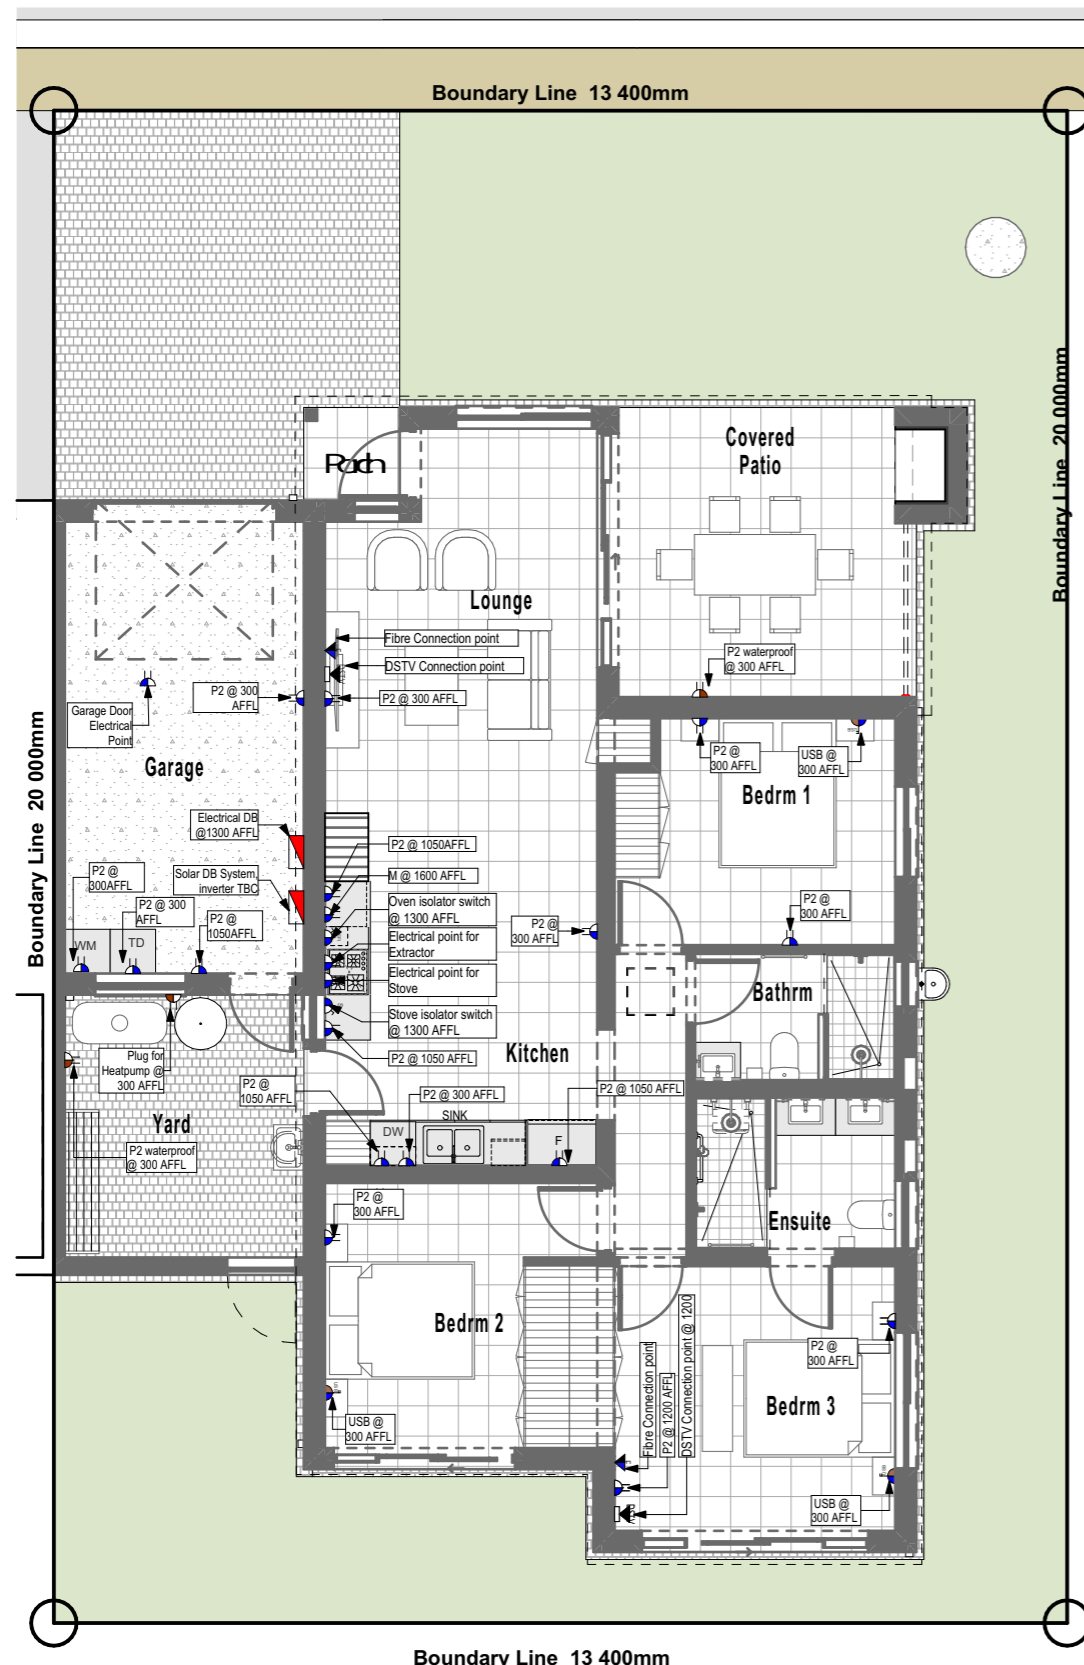 Boundary Line 13 400mm
Covered
Patio
Porch
Boundary Line 20 000mm
Lounge
Fibre Connection point
DSTV Connection point
P2 waterproof
@ 300 AFFL
P2 @ 300
AFFL
P2 @ 300 AFFL
Garage Door
Electrical
Point
Garage
P2 @
300 AFFL
USB @
300 AFFL
Bedrm 1
Boundary Line 20 000mm
Electrical DB
@1300 AFFL
P2 @ 1050AFFL
Solar DB System,
inverter TBC
M @ 1600 AFFL
P2 @
300AFFL
P2 @ 300
AFFL
P2 @
1050AFFL
Oven isolator switch
@ 1300 AFFL
P2 @
300 AFFL
P2 @
300 AFFL
WM
TD
Electrical point for
Extractor
Electrical point for
Stove
Bathrm
Stove isolator switch
@ 1300 AFFL
P2 @ 1050 AFFL
Kitchen
Plug for
Heatpump @
300 AFFL
P2 @
1050 AFFL
P2 @ 300 AFFL
P2 @ 1050 AFFL
SINK
Yard
DW
F
P2 waterproof
@ 300 AFFL
P2 @
300 AFFL
Ensuite
Bedrm 2
Fibre Connection point
P2 @ 1200 AFFL
DSTV Connection point @ 1200
P2 @
300 AFFL
Bedrm 3
USB @
300 AFFL
USB @
300 AFFL
Boundary Line 13 400mm